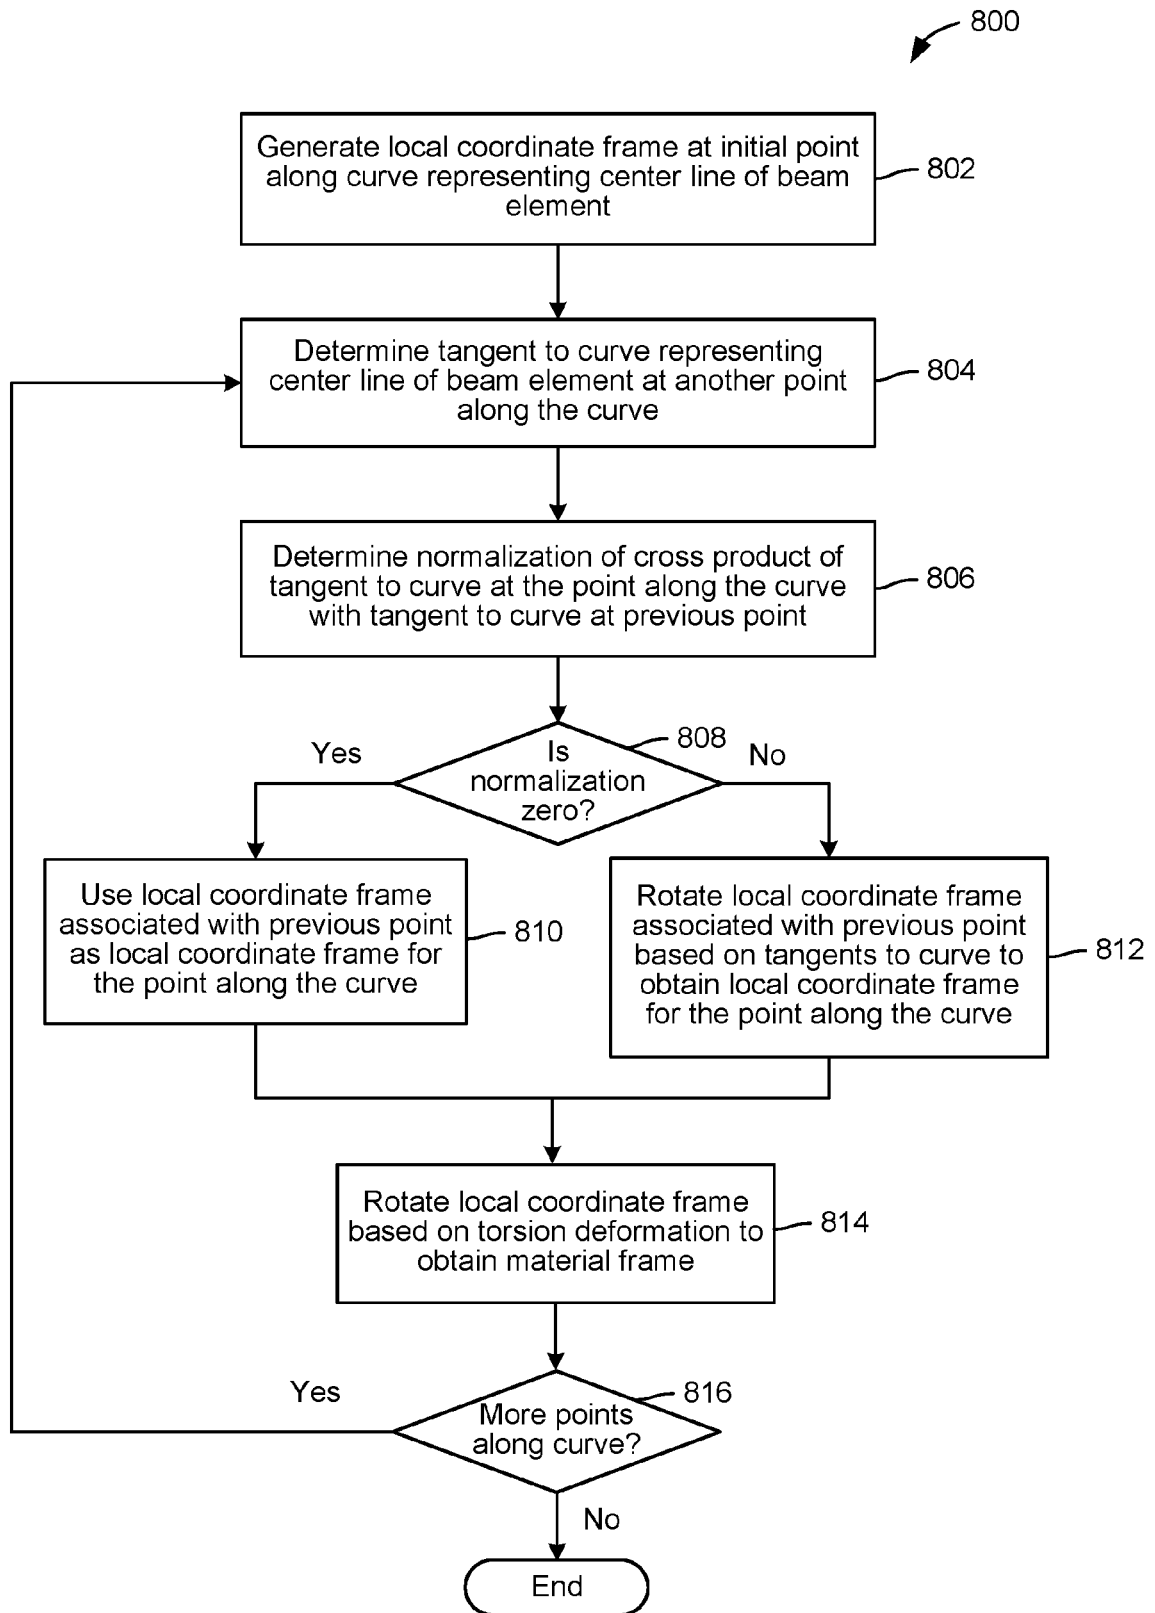 800
Generate local coordinate frame at initial point
along curve representing center line of beam
element
802
Determine tangent to curve representing
center line of beam element at another point
along the curve
804
Determine normalization of cross product of
tangent to curve at the point along the curve
with tangent to curve at previous point
806
Is
normalization
zero?
808
Yes
No
Use local coordinate frame
associated with previous point
as local coordinate frame for
the point along the curve
810
Rotate local coordinate frame
associated with previous point
based on tangents to curve to
obtain local coordinate frame
for the point along the curve
812
Rotate local coordinate frame
based on torsion deformation to
obtain material frame
814
More points
along curve?
816
Yes
No
End